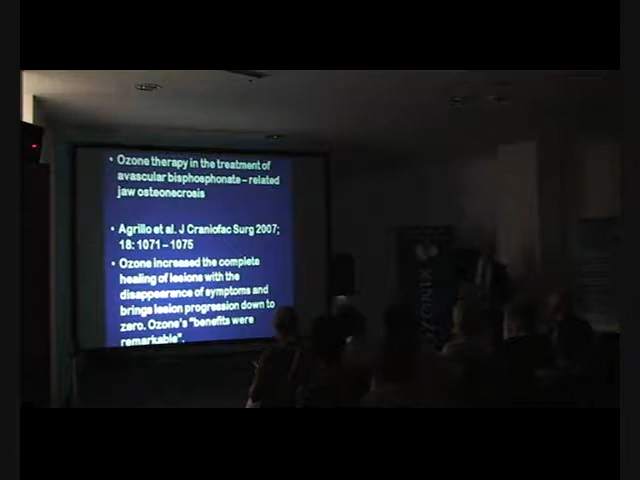 • Ozone therapy in the treatment of
avascular bisphosphonate – related
jaw osteonecrosis
• Agrillo et al. J Craniofac Surg 2007;
18: 1071 – 1075
• Ozone increased the complete
healing of lesions with the
disappearance of symptoms and
brings lesion progression down to
zero. Ozone's "benefits were
remarkable".